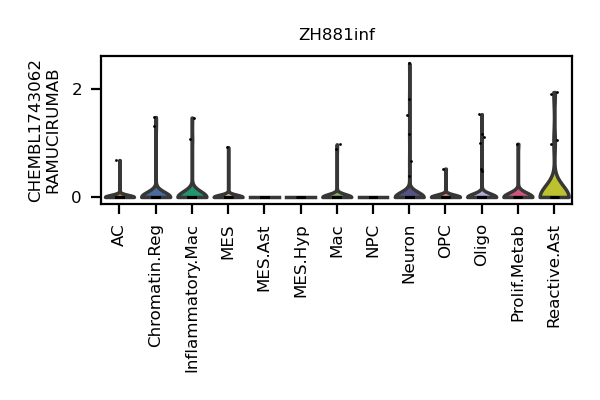 ZH881inf
CHEMBL1743062
RAMUCIRUMAB
2
0
AC
Chromatin.Reg
Inflammatory.Mac
MES
MES.Ast
MES.Hyp
Mac
NPC
Neuron
OPC
Oligo
Prolif.Metab
Reactive.Ast